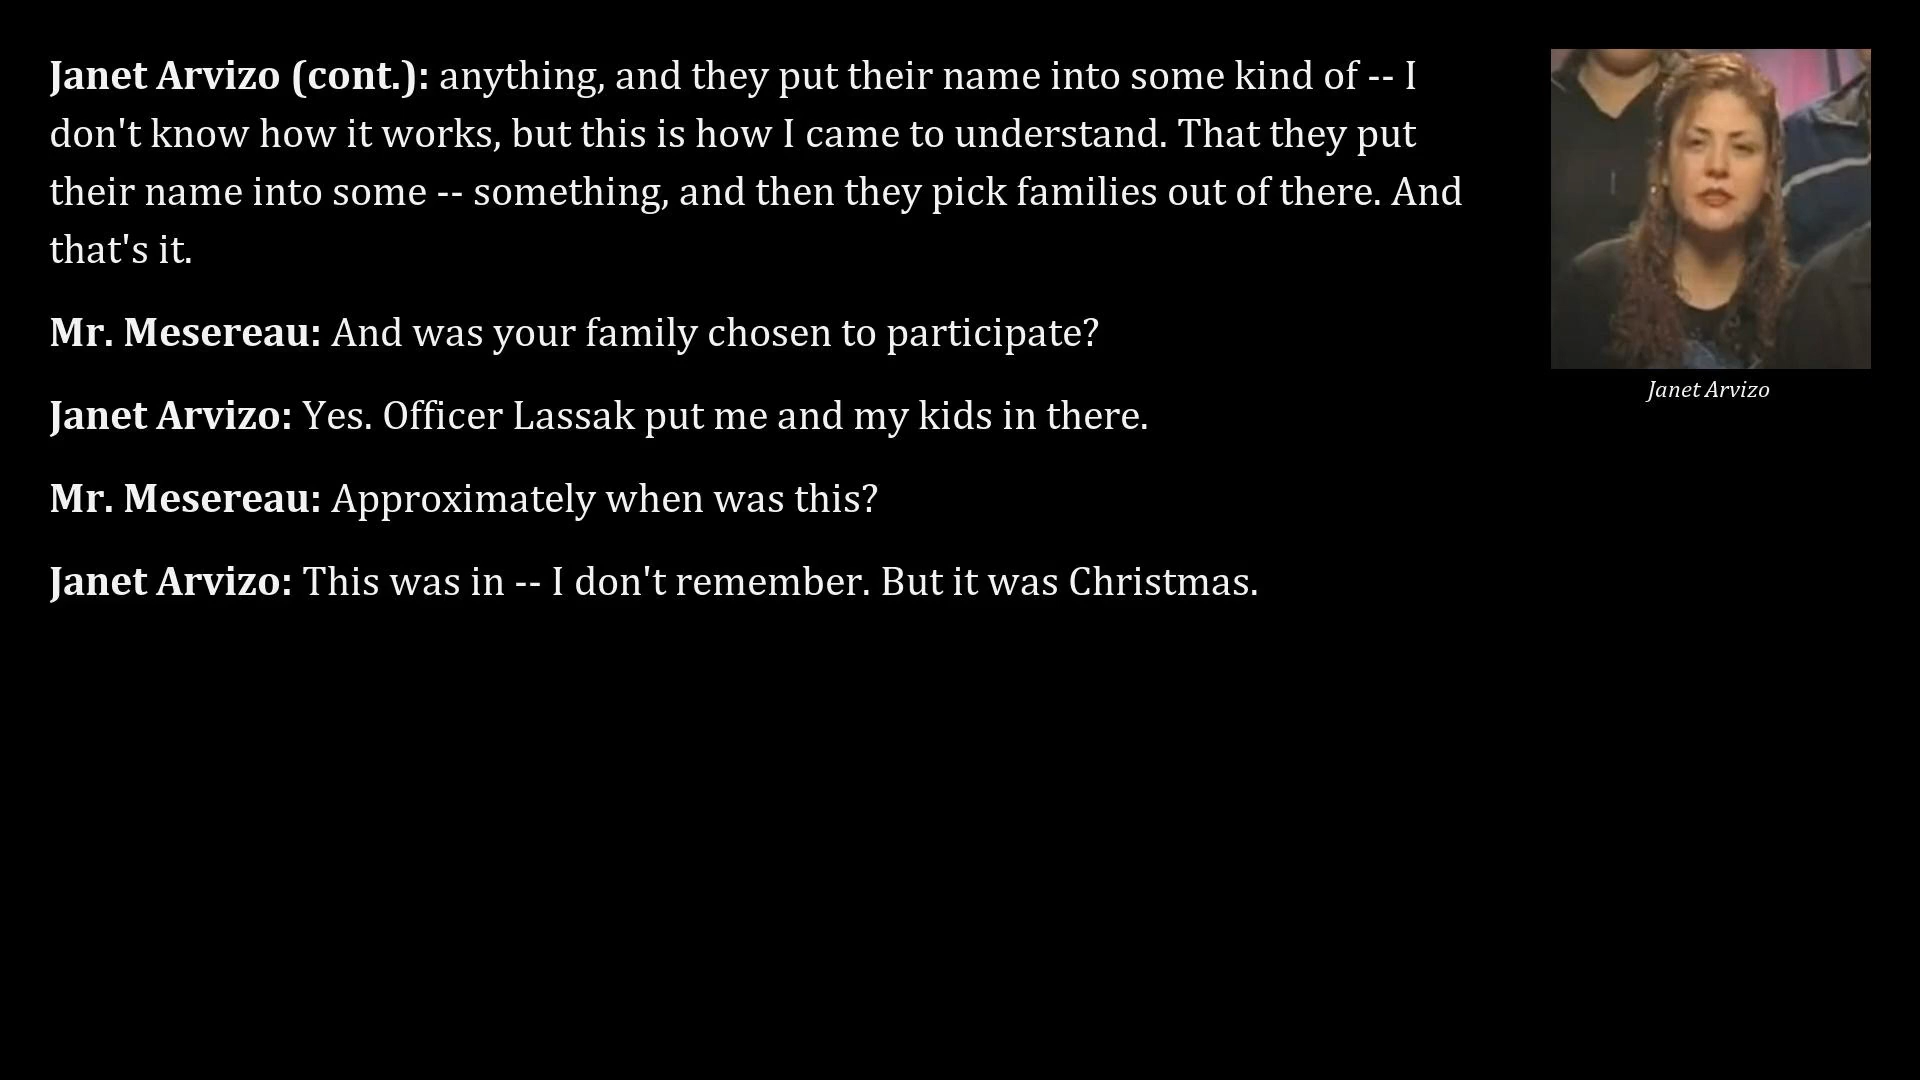 Janet Arvizo (cont.): anything, and they put their name into some kind of -- I
don't know how it works, but this is how I came to understand. That they put
their name into some -- something, and then they pick families out of there. And
that's it.
Mr. Mesereau: And was your family chosen to participate?
Janet Arvizo: Yes. Officer Lassak put me and my kids in there.
Mr. Mesereau: Approximately when was this?
Janet Arvizo: This was in -- I don't remember. But it was Christmas.
Janet Arvizo